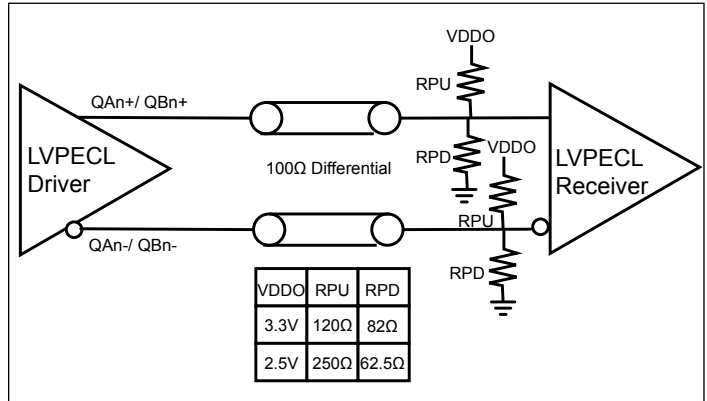 VDDO
RPU
QAn+/ QBn+
LVPECL
Driver
100Ω Differential
RPD
VDDO
LVPECL
Receiver
RPU
QAn-/ QBn-
RPD
VDDO RPU RPD
3.3V 120Ω 82Ω
2.5V 250Ω 62.5Ω